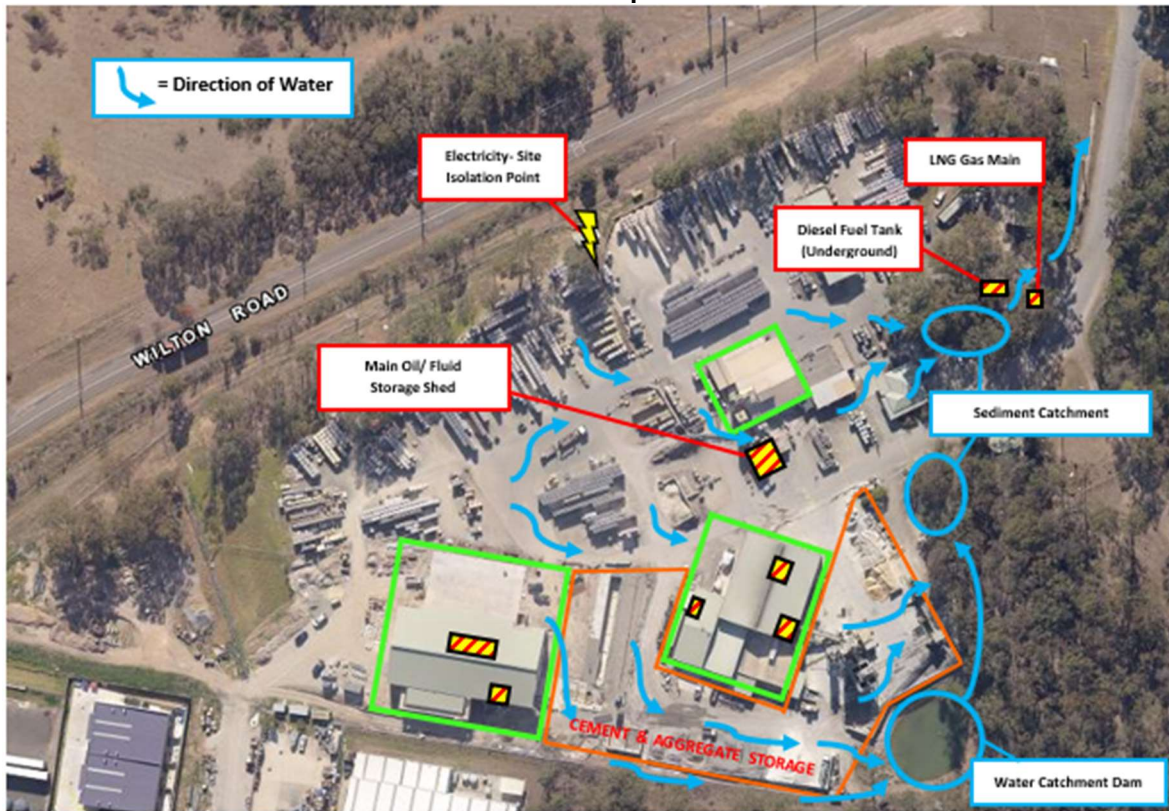 = Direction of Water
Electricity- Site
Isolation Point
LNG Gas Main
Diesel Fuel Tank
(Underground)
WILTON ROAD
Main Oil/ Fluid
Storage Shed
Sediment Catchment
CEMENT & AGGREGATE STORAGE
Water Catchment Dam